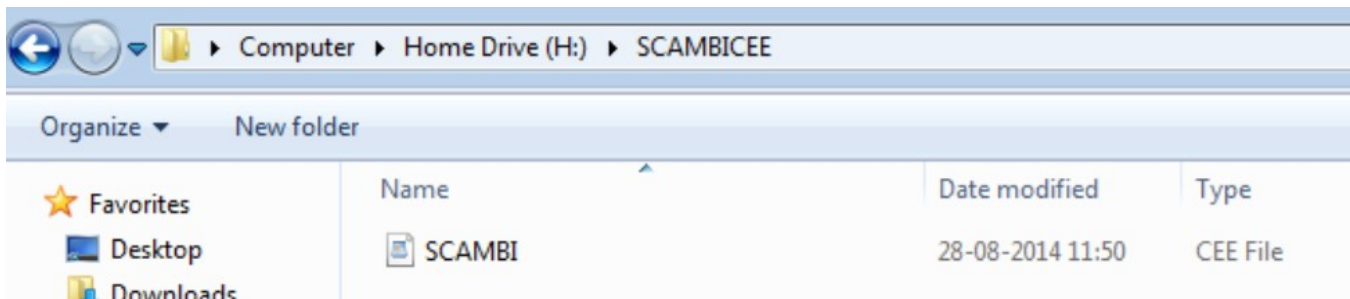 Computer Home Drive (H:) SCAMBICEE
Organize New folder
Favorites
Desktop
Downloads
Name Date modified Type
SCAMBI 28-08-2014 11:50 CEE File